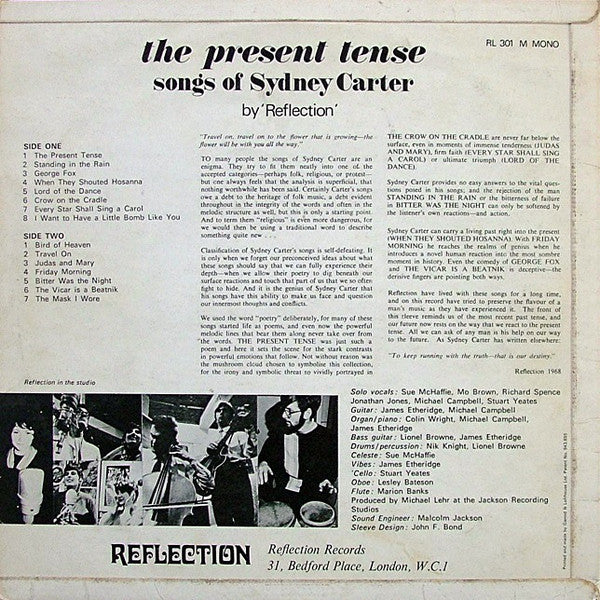 the present tense
songs of Sydney Carter
by 'Reflection'
RL 301 M MONO
SIDE ONE
1 The Present Tense
2 Standing in the Rain
3 George Fox
4 When They Shouted Hosanna
5 Lord of the Dance
6 Crow on the Cradle
7 Every Star Shall Sing a Carol
8 I Want to Have a Little Bomb Like You
SIDE TWO
1 Bird of Heaven
2 Travel On
3 Judas and Mary
4 Friday Morning
5 Bitter Was the Night
6 The Vicar is a Beatnik
7 The Mask I Wore
"Travel on, travel on to the flower that is growing—the
flower will be with you all the way."
TO many people the songs of Sydney Carter are an
enigma. They try to fit them neatly into one of the
accepted categories—perhaps folk, religious, or protest—
but one always feels that the analysis is superficial, that
nothing worthwhile has been said. Certainly Carter's songs
owe a debt to the heritage of folk music, a debt evident
throughout in the integrity of the words and often in the
melodic structure as well, but this is only a starting point.
And to term them "religious" is even more dangerous, for
we would then be using a traditional word to describe
something quite new . . .
Classification of Sydney Carter's songs is self-defeating. It
is only when we forget our preconceived ideas about what
these songs should say that we can fully experience their
depth—when we allow their poetry to dig beneath our
surface reactions and touch that part of us that we so often
fight to hide. And it is the genius of Sydney Carter that
his songs have this ability to make us face and question
our innermost thoughts and conflicts.
We used the word "poetry" deliberately, for many of these
songs started life as poems, and even now the powerful
melodic lines that bear them along never take over from
the words. THE PRESENT TENSE was just such a
poem and here it sets the scene for the stark contrasts
in powerful emotions that follow. Not without reason was
the mushroom cloud chosen to symbolise this collection,
for the irony and symbolic threat so vividly portrayed in
THE CROW ON THE CRADLE are never far below the
surface, even in moments of immense tenderness (JUDAS
AND MARY), firm faith (EVERY STAR SHALL SING
A CAROL) or ultimate triumph (LORD OF THE
DANCE).
Sydney Carter provides no easy answers to the vital ques-
tions posed in his songs; and the rejection of the man
STANDING IN THE RAIN or the bitterness of failure
in BITTER WAS THE NIGHT can only be softened by
the listener's own reactions—and action.
Sydney Carter can carry a living past right into the present
(WHEN THEY SHOUTED HOSANNA). With FRIDAY
MORNING he reaches the realms of genius when he
introduces a novel human reaction into the most sombre
moment in history. Even the comedy of GEORGE FOX
and THE VICAR IS A BEATNIK is deceptive—the
derisive fingers are pointing both ways.
Reflection have lived with these songs for a long time,
and on this record have tried to preserve the flavour of a
man's music as they have experienced it. The front of
this sleeve reminds us of the most recent past tense, and
our future now rests on the way that we react to the present
tense. All we can ask of any man is his help on our way
to the future. As Sydney Carter has written elsewhere:
"To keep running with the truth—that is our destiny."
Reflection 1968
Reflection in the studio
Solo vocals: Sue McHaffie, Mo Brown, Richard Spence
Jonathan Jones, Michael Campbell, Stuart Yeates
Guitar: James Etheridge, Michael Campbell
Organ/piano: Colin Wright, Michael Campbell,
James Etheridge
Bass guitar: Lionel Browne, James Etheridge
Drums/percussion: Nik Knight, Lionel Browne
Celeste: Sue McHaffie
Vibes: James Etheridge
'Cello: Stuart Yeates
Oboe: Lesley Bateson
Flute: Marion Banks
Produced by Michael Lehr at the Jackson Recording
Studios
Sound Engineer: Malcolm Jackson
Sleeve Design: John F. Bond
REFLECTION
Reflection Records
31, Bedford Place, London, W.C.1